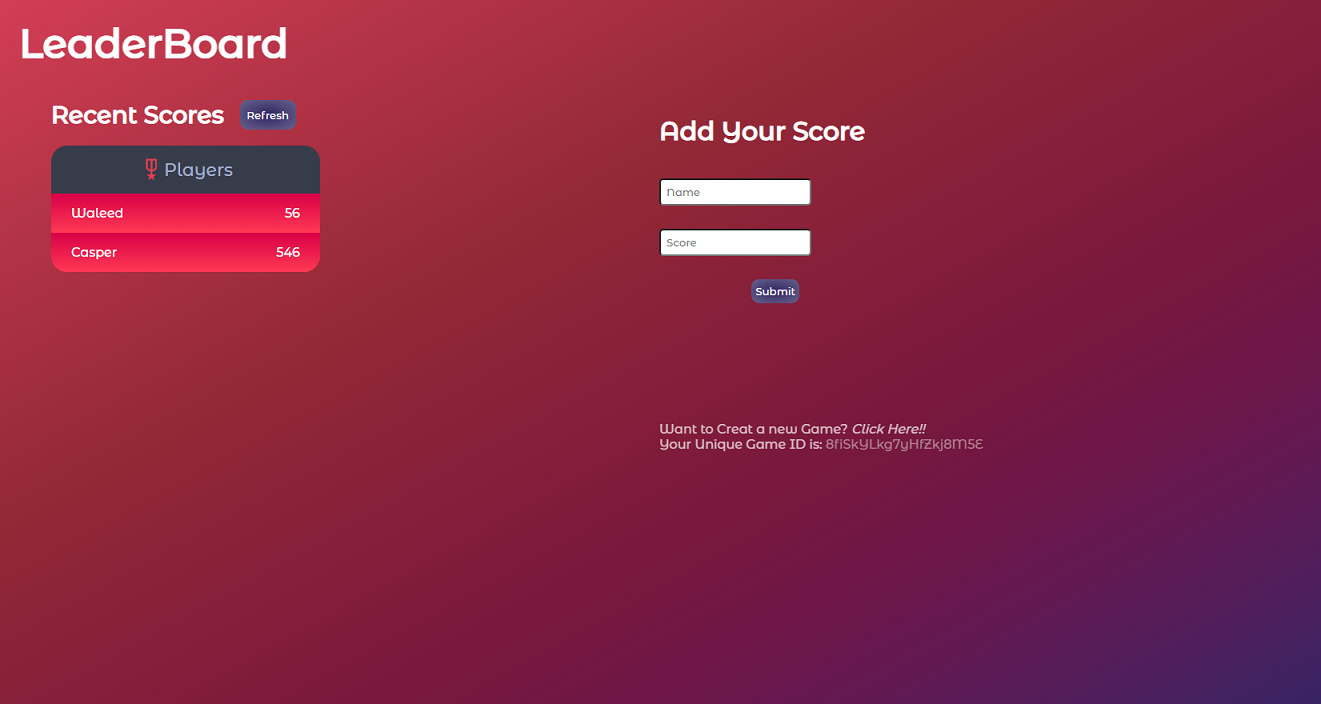 LeaderBoard
Recent Scores
Refresh
Players
Waleed 56
Casper 546
Add Your Score
Name
Score
Submit
Want to Creat a new Game? Click Here!!
Your Unique Game ID is: 8fiSkYLkg7yHfZkj8M5E